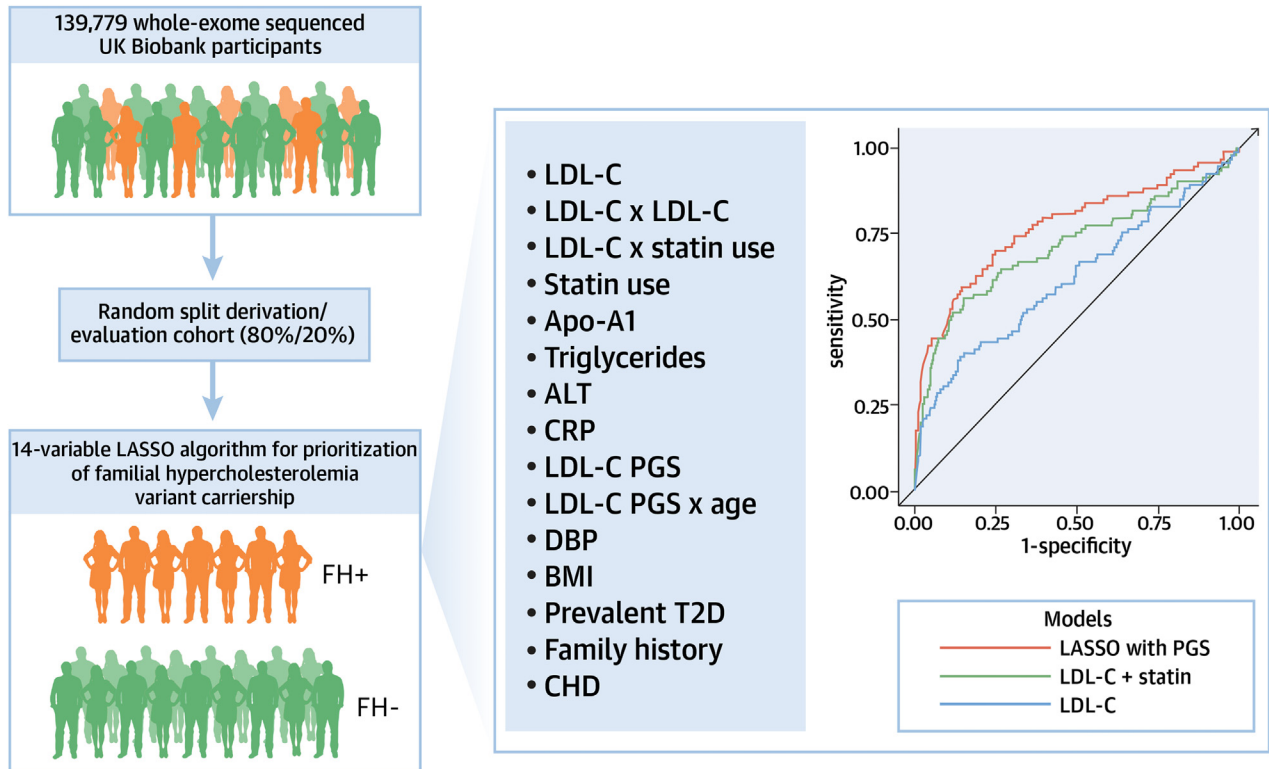 139,779 whole-exome sequenced
UK Biobank participants
Random split derivation/
evaluation cohort (80%/20%)
14-variable LASSO algorithm for prioritization
of familial hypercholesterolemia
variant carriership
FH+
FH-
• LDL-C
• LDL-C x LDL-C
• LDL-C x statin use
• Statin use
• Apo-A1
• Triglycerides
• ALT
• CRP
• LDL-C PGS
• LDL-C PGS x age
• DBP
• BMI
• Prevalent T2D
• Family history
• CHD
sensitivity
1.00
0.75
0.50
0.25
0.00
0.00 0.25 0.50 0.75 1.00
1-specificity
Models
LASSO with PGS
LDL-C + statin
LDL-C